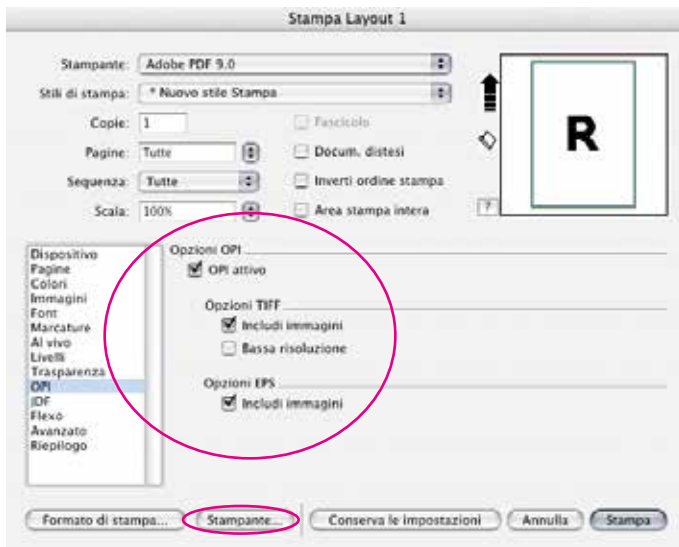 Stampa Layout 1
Stampante: Adobe PDF 9.0
Stili di stampa: * Nuovo stile Stampa
Copie: 1 Fascicolo
Pagine: Tutte Docum. distesi
Sequenza: Tutte Inverti ordine stampa
Scala: 100% Area stampa intera
R
?
Dispositivo
Pagine
Colori
Immagini
Font
Marcature
Al vivo
Livelli
Trasparenza
OPI
JDF
Flexo
Avanzato
Riepilogo
Opzioni OPI
OPI attivo
Opzioni TIFF
Includi immagini
Bassa risoluzione
Opzioni EPS
Includi immagini
Formato di stampa... Stampante... Conserva le impostazioni Annulla Stampa